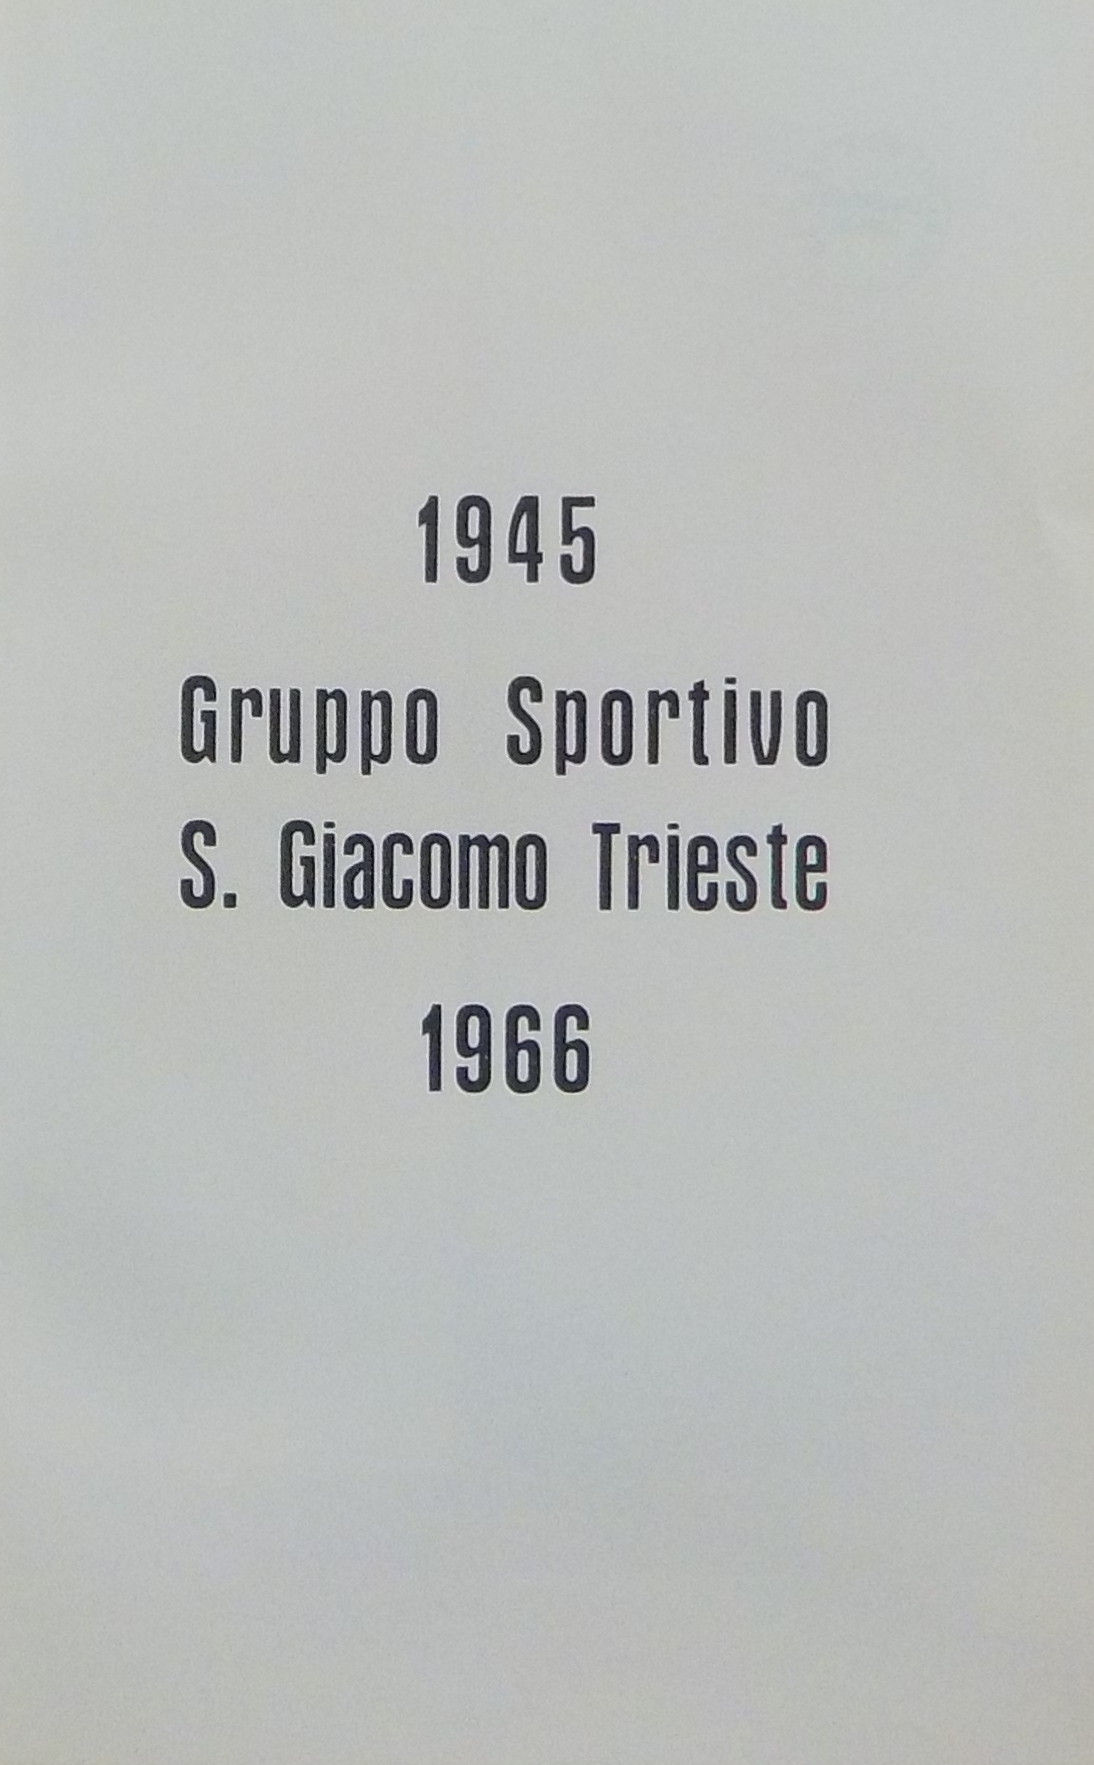 1945
Gruppo Sportivo
S. Giacomo Trieste
1966